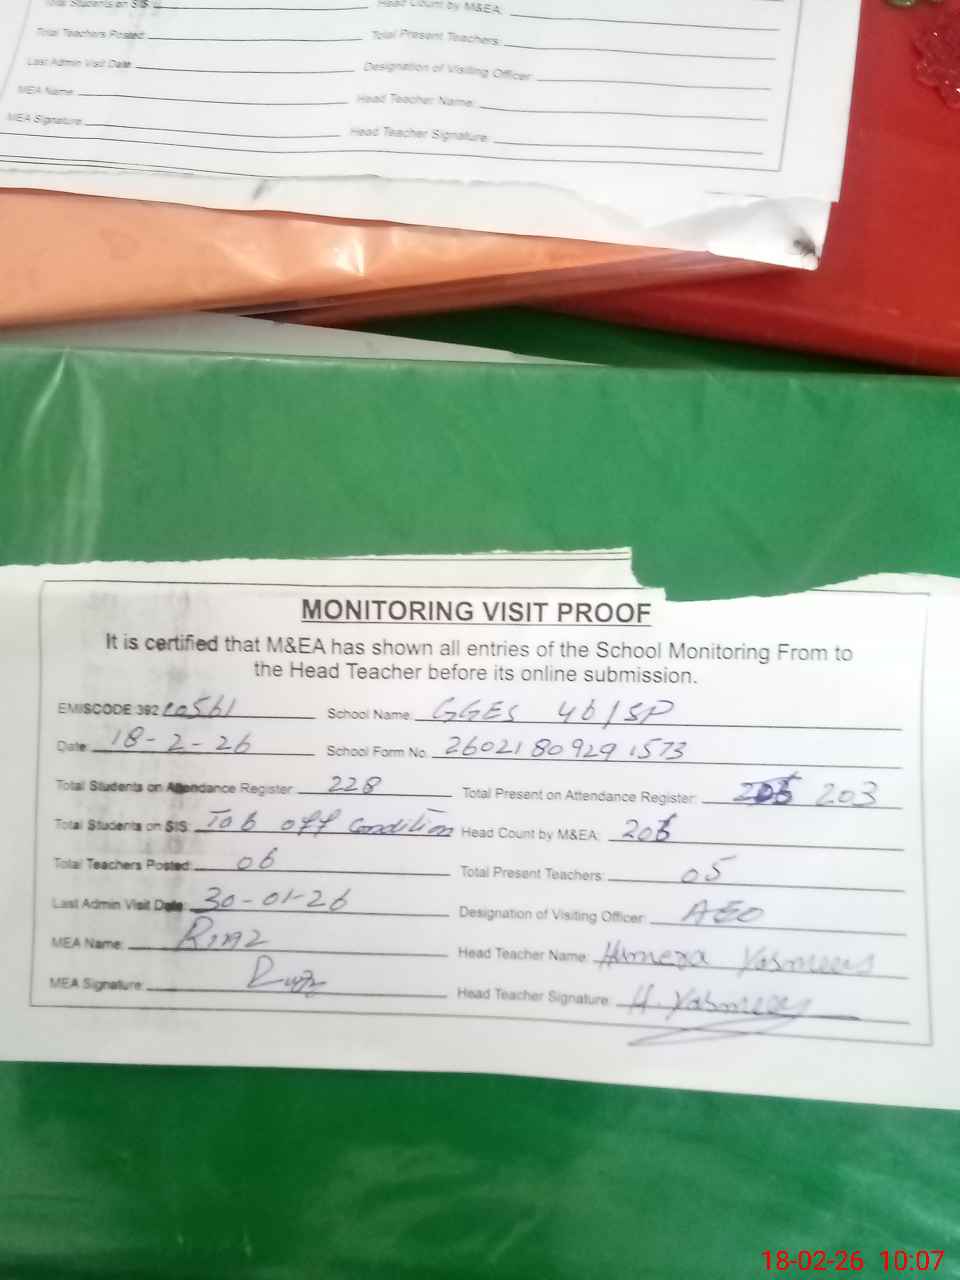 Total Students on SIS: Head Count by M&EA:
Total Teachers Posted: Total Present Teachers:
Last Admin Visit Date: Designation of Visiting Officer:
MEA Name: Head Teacher Name:
MEA Signature: Head Teacher Signature:
MONITORING VISIT PROOF
It is certified that M&EA has shown all entries of the School Monitoring From to
the Head Teacher before its online submission.
EMISCODE 392 School Name: GGES 46/SP
Date: 18-2-26 School Form No. 2602180929 1573
Total Students on Attendance Register: 228 Total Present on Attendance Register: 203
Total Students on SIS: Tab off Condition Head Count by M&EA:
Total Teachers Posted: 06 Total Present Teachers: 05
Last Admin Visit Date: 30-01-26 Designation of Visiting Officer: AEO
MEA Name: Head Teacher Name:
MEA Signature: Head Teacher Signature: H.
18-02-26 10:07